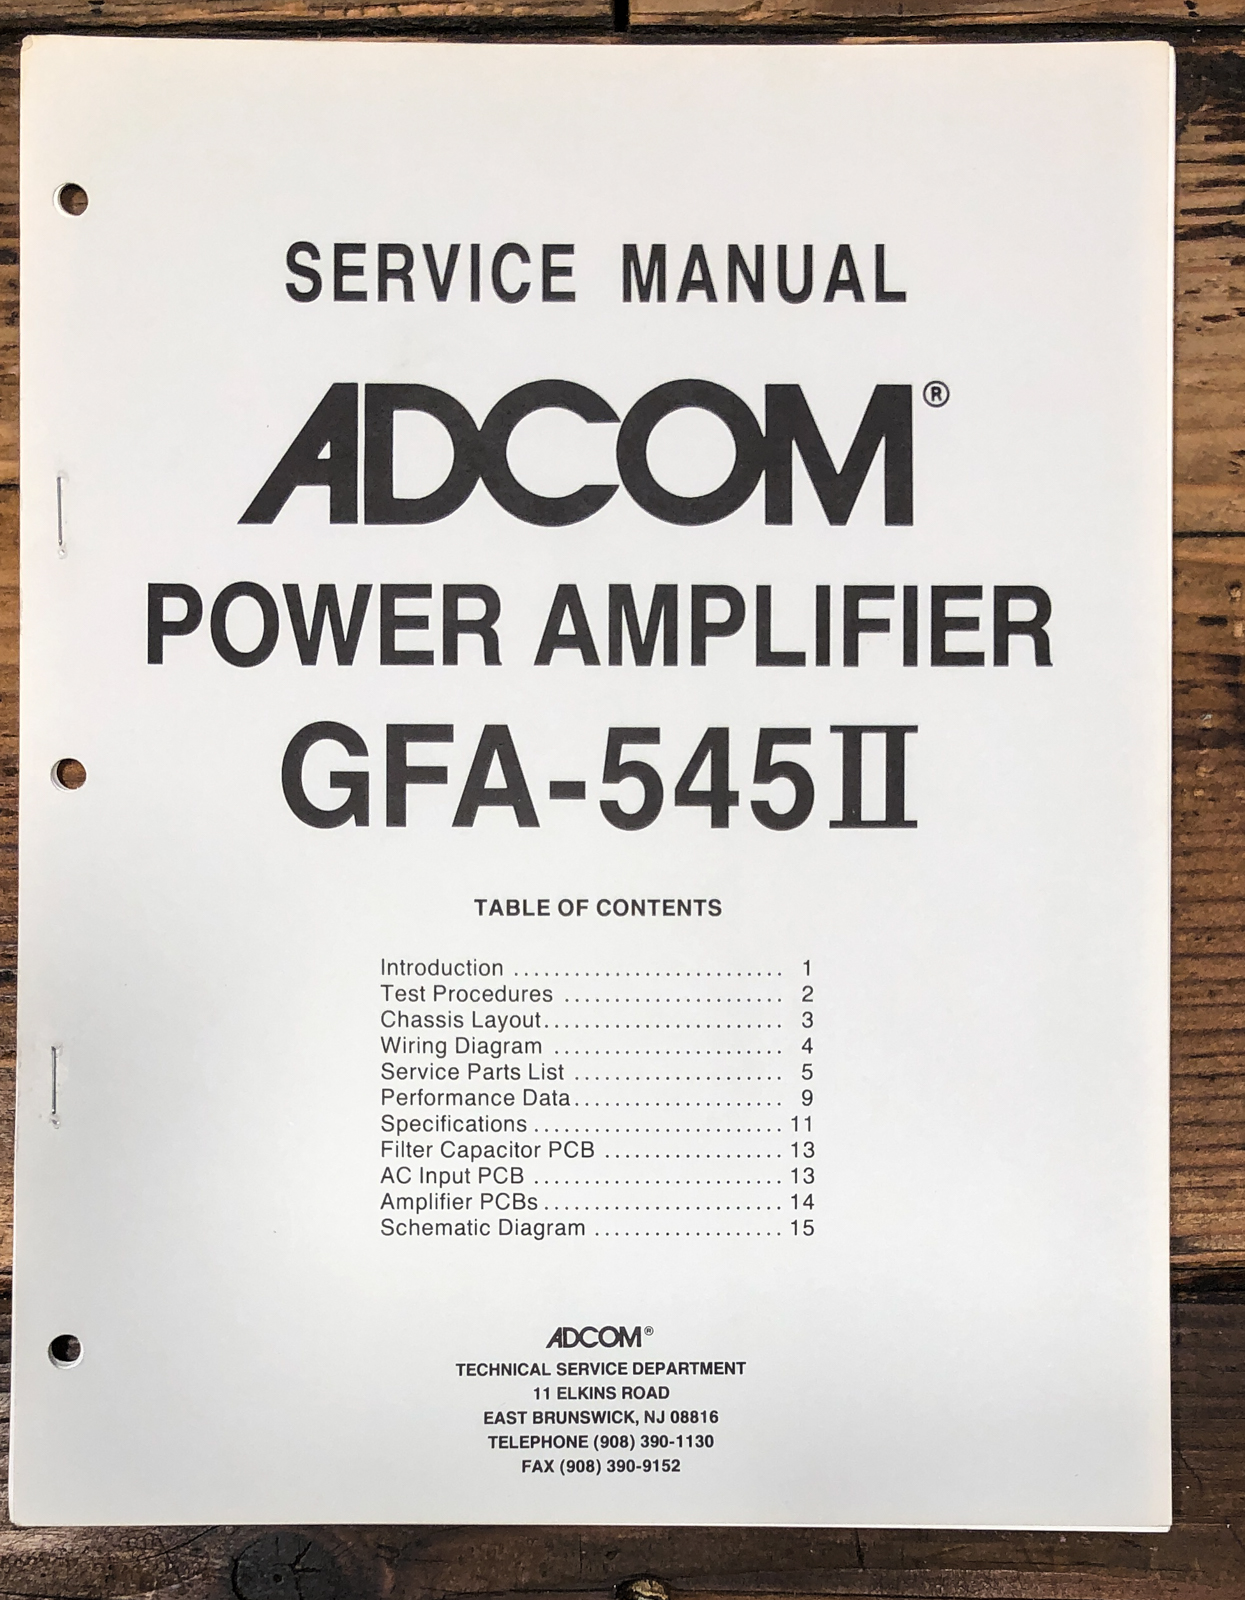 SERVICE MANUAL
ADCOM®
POWER AMPLIFIER
GFA-545II
TABLE OF CONTENTS
Introduction ........................... 1
Test Procedures ...................... 2
Chassis Layout........................ 3
Wiring Diagram ....................... 4
Service Parts List ..................... 5
Performance Data..................... 9
Specifications ......................... 11
Filter Capacitor PCB .................. 13
AC Input PCB ......................... 13
Amplifier PCBs........................ 14
Schematic Diagram ................... 15
ADCOM®
TECHNICAL SERVICE DEPARTMENT
11 ELKINS ROAD
EAST BRUNSWICK, NJ 08816
TELEPHONE (908) 390-1130
FAX (908) 390-9152